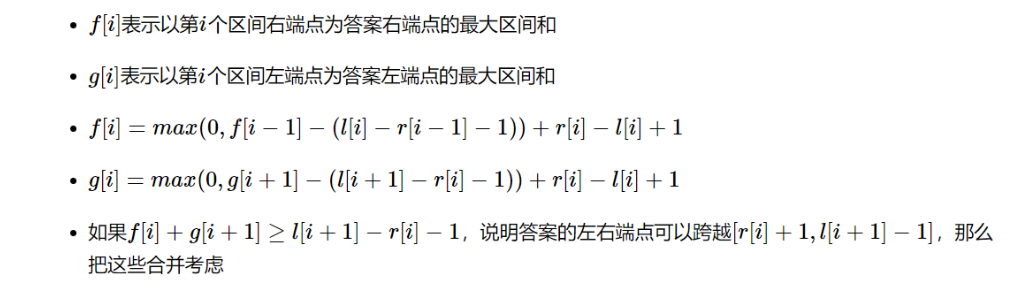 • f[i]表示以第i个区间右端点为答案右端点的最大区间和
• g[i]表示以第i个区间左端点为答案左端点的最大区间和
• f[i] = max(0, f[i − 1] − (l[i] − r[i − 1] − 1)) + r[i] − l[i] + 1
• g[i] = max(0, g[i + 1] − (l[i + 1] − r[i] − 1)) + r[i] − l[i] + 1
• 如果f[i] + g[i + 1] ≥ l[i + 1] − r[i] − 1，说明答案的左右端点可以跨越[r[i] + 1, l[i + 1] − 1]，那么
把这些合并考虑